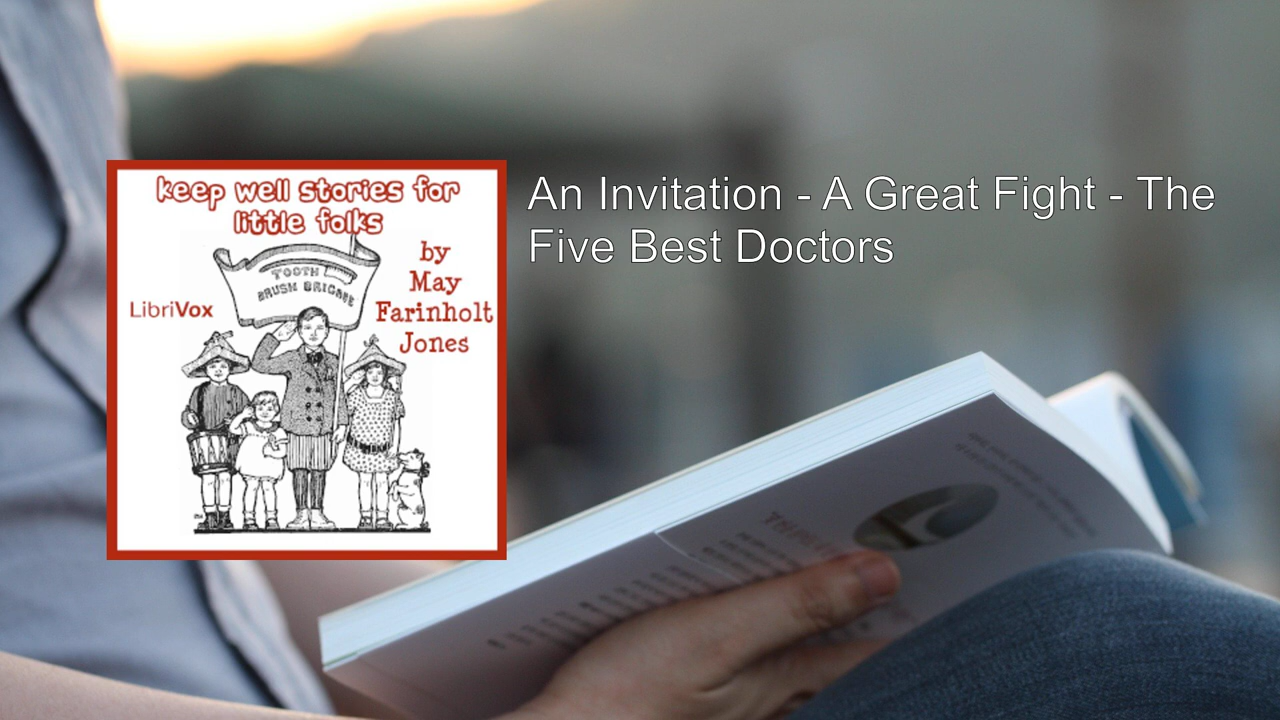 keep well stories for
little folks
by
May
Farinholt
Jones
LibriVox
TOOTH
BRUSH BRIGADE
An Invitation - A Great Fight - The
Five Best Doctors